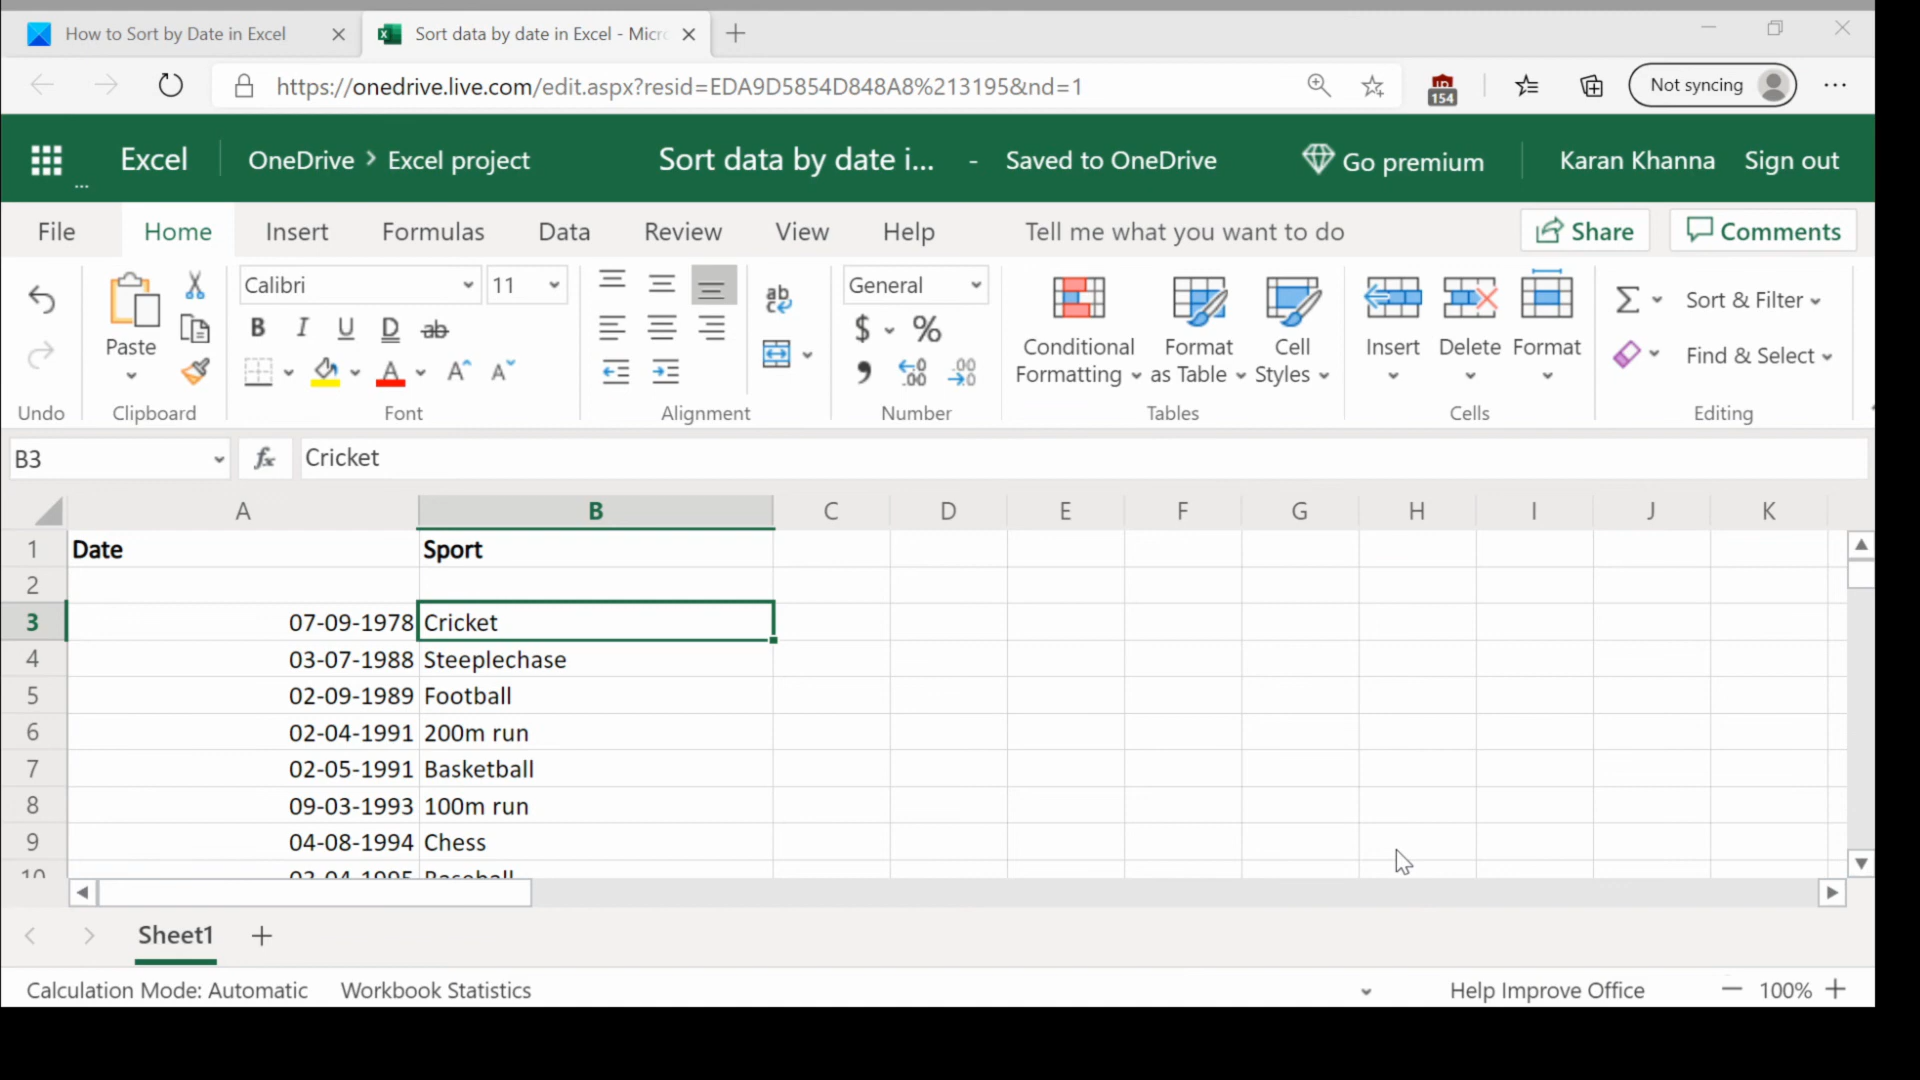 How to Sort by Date in Excel
Sort data by date in Excel - Micro
https://onedrive.live.com/edit.aspx?resid=EDA9D5854D848A8%213195&nd=1
154
Not syncing
Excel
OneDrive > Excel project
Sort data by date i... - Saved to OneDrive
Go premium
Karan Khanna
Sign out
File Home Insert Formulas Data Review View Help Tell me what you want to do Share Comments
Calibri 11
General
Paste
B I U D ab
$ %
Conditional Formatting
Format as Table
Cell Styles
Insert Delete Format
Sort & Filter
Find & Select
Undo Clipboard Font Alignment Number Tables Cells Editing
B3 fx Cricket
A B C D E F G H I J K
1 Date Sport
2
3 07-09-1978 Cricket
4 03-07-1988 Steeplechase
5 02-09-1989 Football
6 02-04-1991 200m run
7 02-05-1991 Basketball
8 09-03-1993 100m run
9 04-08-1994 Chess
10 03-04-1995 Baseball
Sheet1
Calculation Mode: Automatic Workbook Statistics Help Improve Office 100%